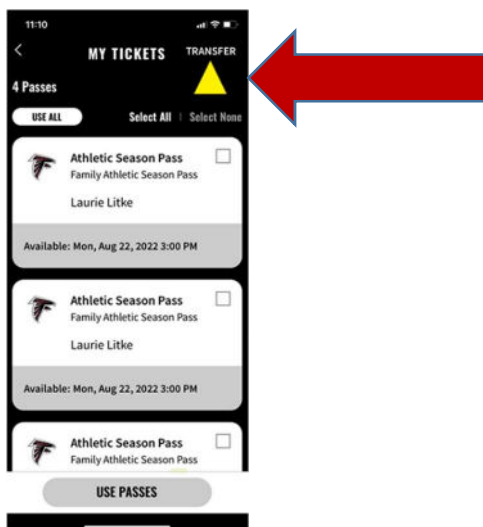 11:10
MY TICKETS
TRANSFER
4 Passes
USE ALL
Select All | Select None
Athletic Season Pass
Family Athletic Season Pass
Laurie Litke
Available: Mon, Aug 22, 2022 3:00 PM
Athletic Season Pass
Family Athletic Season Pass
Laurie Litke
Available: Mon, Aug 22, 2022 3:00 PM
Athletic Season Pass
Family Athletic Season Pass
USE PASSES